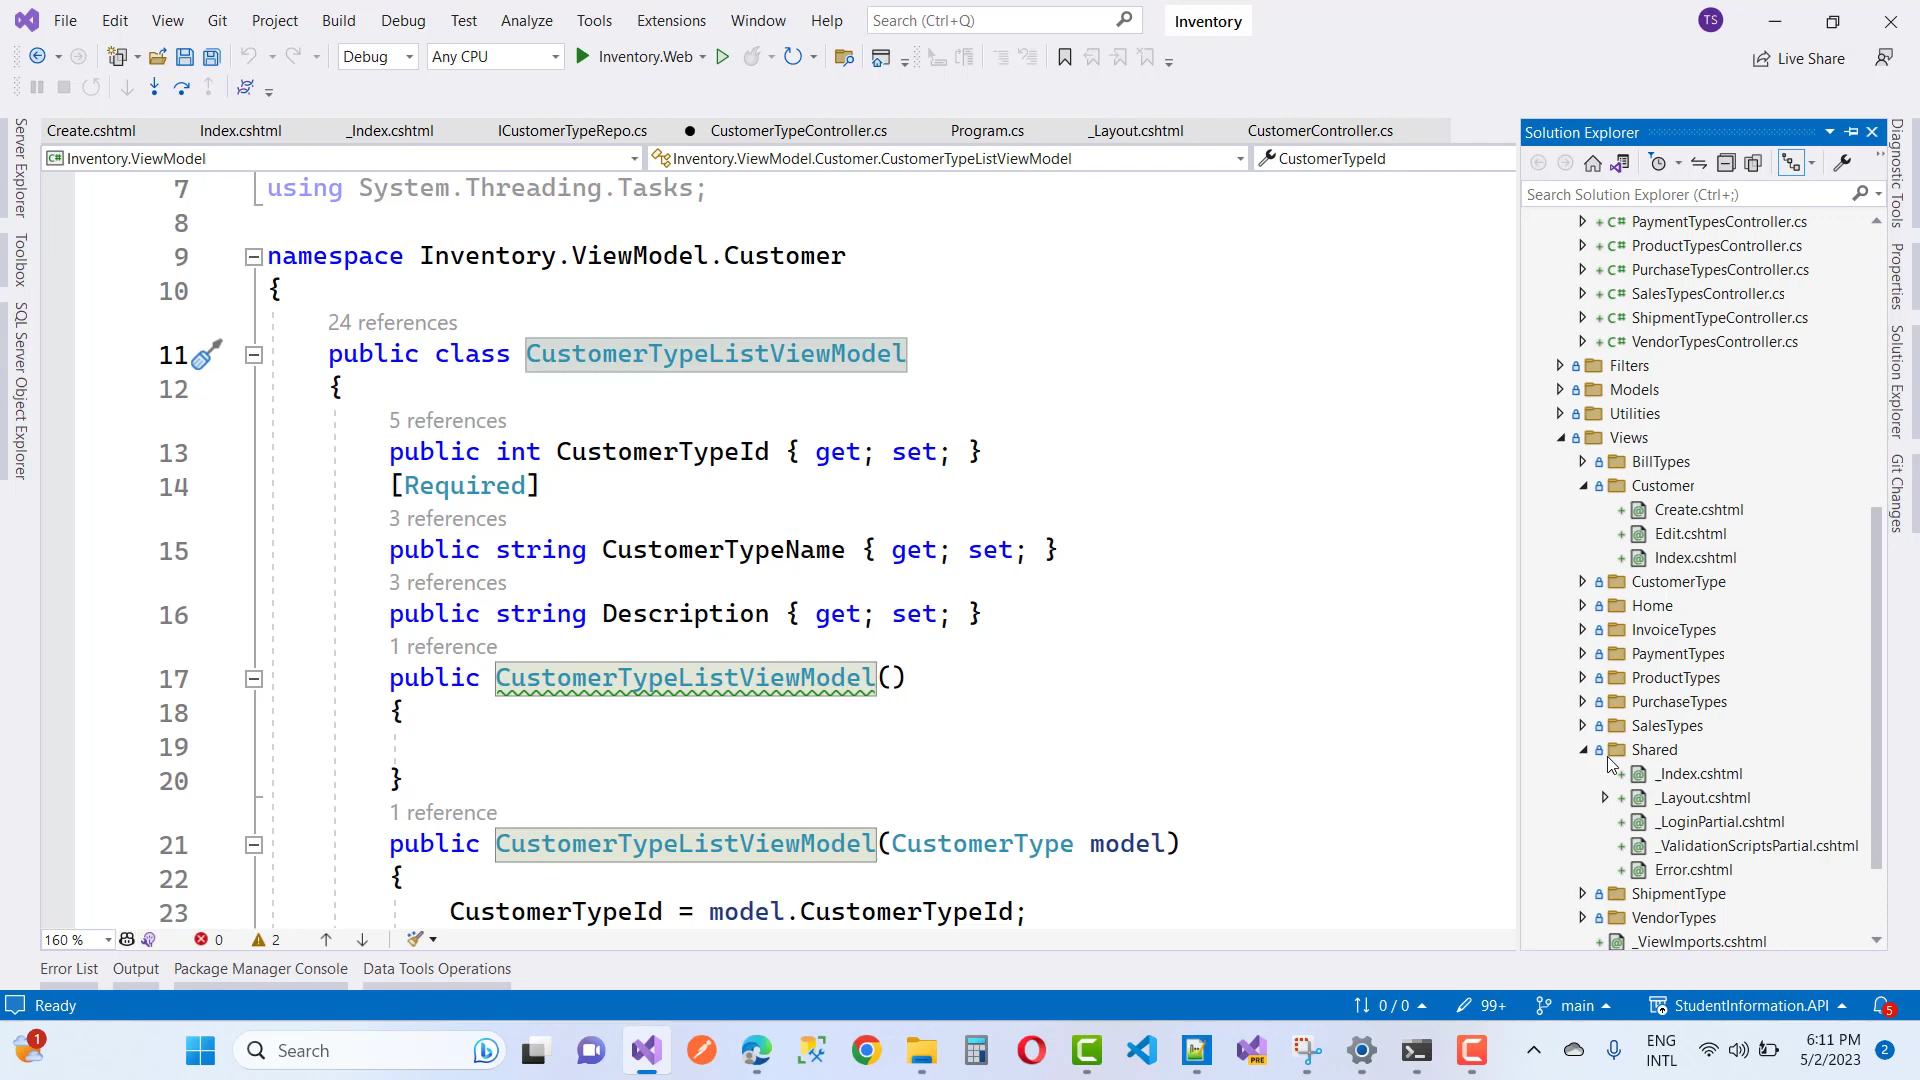 File Edit View Git Project Build Debug Test Analyze Tools Extensions Window Help Search (Ctrl+Q) Inventory TS
Debug Any CPU Inventory.Web Live Share
Create.cshtml Index.cshtml _Index.cshtml ICustomerTypeRepo.cs CustomerTypeController.cs Program.cs _Layout.cshtml CustomerController.cs
Inventory.ViewModel Inventory.ViewModel.Customer.CustomerTypeListViewModel CustomerTypeId
Server Explorer
Toolbox
SQL Server Object Explorer
7 using System.Threading.Tasks;
8
9 namespace Inventory.ViewModel.Customer
10 {
24 references
11 public class CustomerTypeListViewModel
12 {
5 references
13 public int CustomerTypeId { get; set; }
14 [Required]
3 references
15 public string CustomerTypeName { get; set; }
3 references
16 public string Description { get; set; }
1 reference
17 public CustomerTypeListViewModel()
18 {
19
20 }
1 reference
21 public CustomerTypeListViewModel(CustomerType model)
22 {
23 CustomerTypeId = model.CustomerTypeId;
160 % 0 2
Solution Explorer
Search Solution Explorer (Ctrl+;)
PaymentTypesController.cs
ProductTypesController.cs
PurchaseTypesController.cs
SalesTypesController.cs
ShipmentTypeController.cs
VendorTypesController.cs
Filters
Models
Utilities
Views
BillTypes
Customer
Create.cshtml
Edit.cshtml
Index.cshtml
CustomerType
Home
InvoiceTypes
PaymentTypes
ProductTypes
PurchaseTypes
SalesTypes
Shared
_Index.cshtml
_Layout.cshtml
_LoginPartial.cshtml
_ValidationScriptsPartial.cshtml
Error.cshtml
ShipmentType
VendorTypes
_ViewImports.cshtml
Diagnostic Tools
Properties
Solution Explorer
Git Changes
Error List Output Package Manager Console Data Tools Operations
Ready 0 / 0 99+ main StudentInformation.API 5
1 Search PRE ENG INTL 6:11 PM 5/2/2023 2